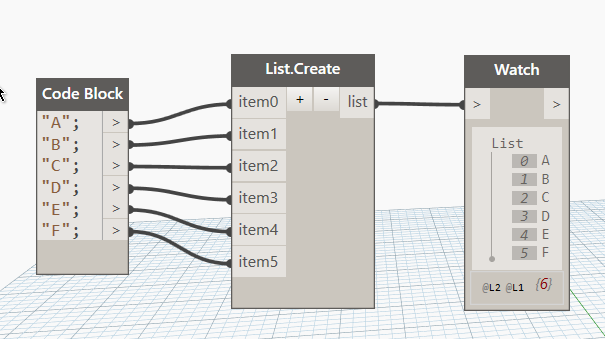 Code Block
"A"; >
"B"; >
"C"; >
"D"; >
"E"; >
"F"; >
List.Create
item0 + - list
item1
item2
item3
item4
item5
Watch
> >
List
0 A
1 B
2 C
3 D
4 E
5 F
@L2 @L1 {6}